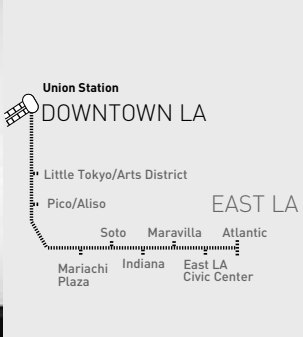 Union Station
DOWNTOWN LA
Little Tokyo/Arts District
Pico/Aliso
EAST LA
Soto
Maravilla
Atlantic
Mariachi
Plaza
Indiana
East LA
Civic Center